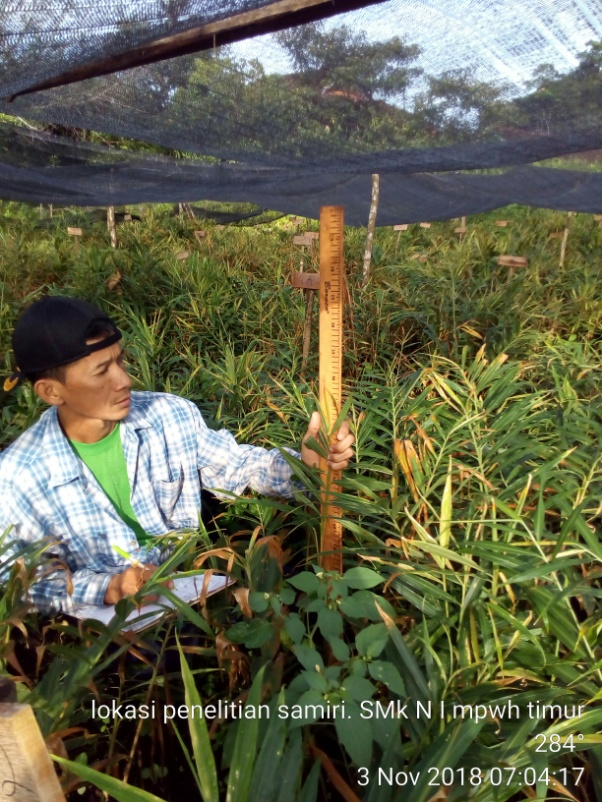 lokasi penelitian samiri. SMk N I mpwh timur
284°
3 Nov 2018 07:04:17